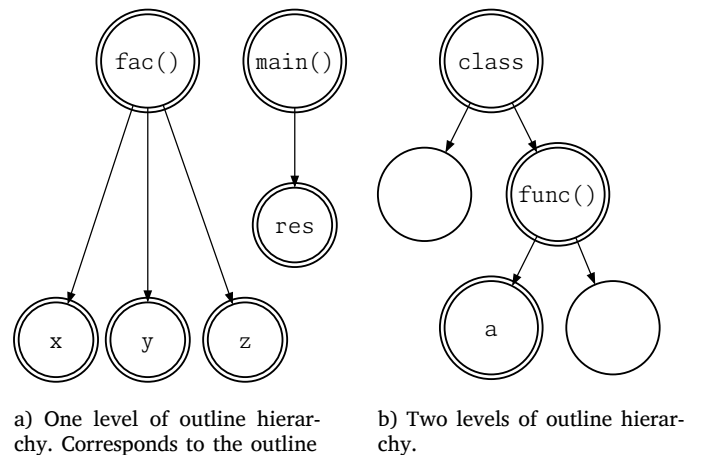 fac()
main()
class
func()
res
a
x
y
z
a) One level of outline hierar-
chy. Corresponds to the outline
b) Two levels of outline hierar-
chy.